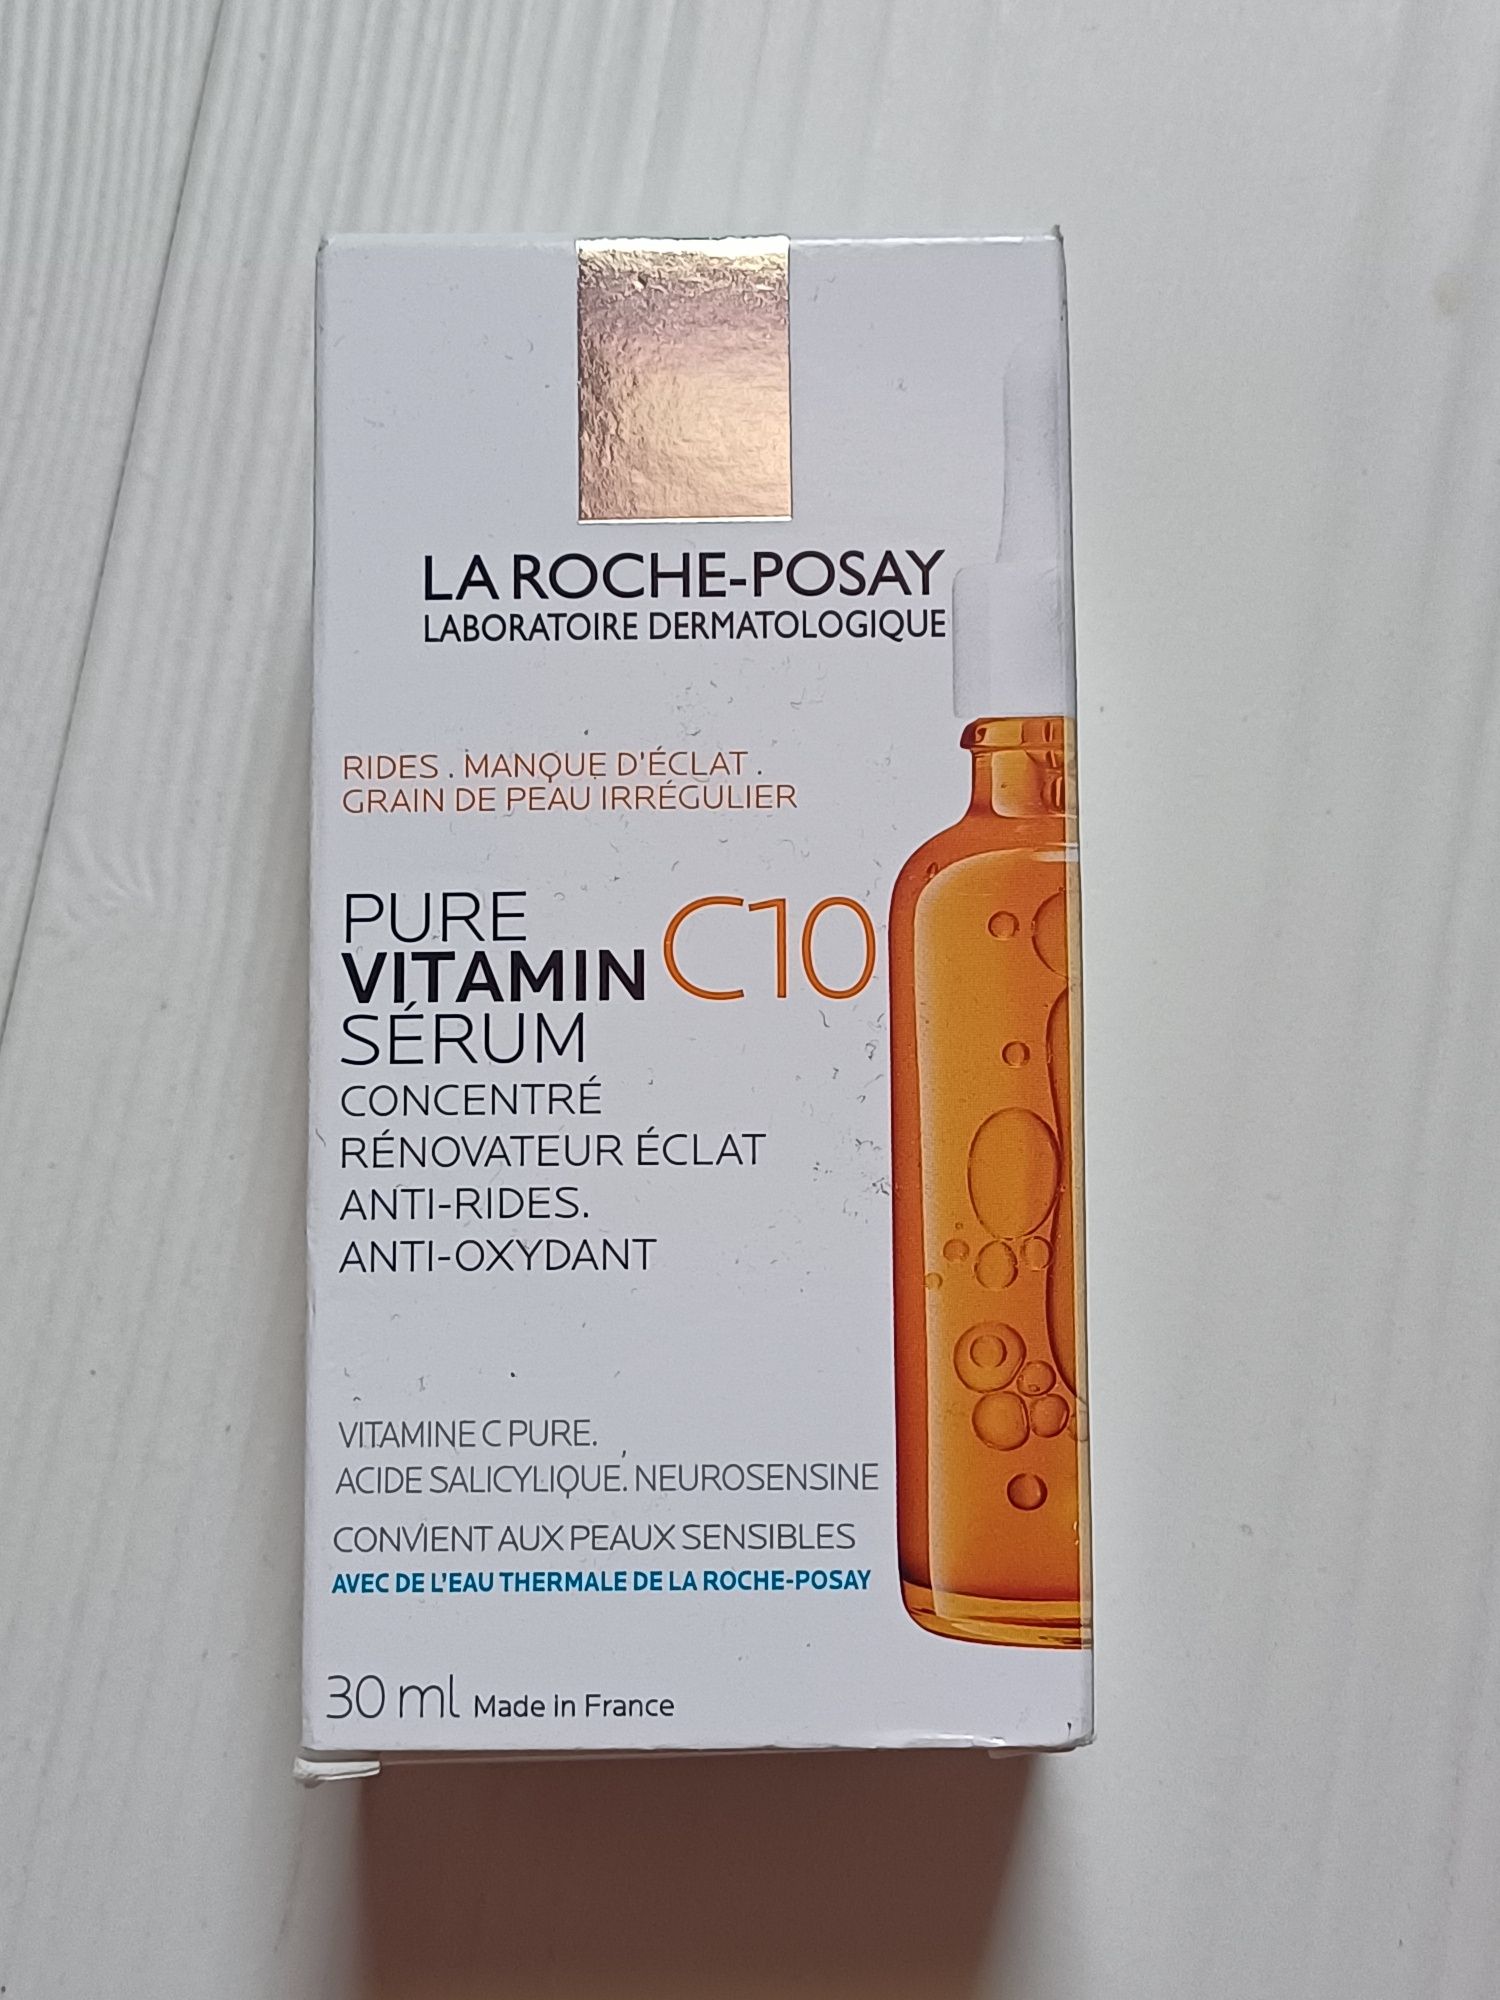 LA ROCHE-POSAY
LABORATOIRE DERMATOLOGIQUE
RIDES . MANQUE D'ÉCLAT .
GRAIN DE PEAU IRRÉGULIER
PURE
VITAMIN C10
SÉRUM
CONCENTRÉ
RÉNOVATEUR ÉCLAT
ANTI-RIDES.
ANTI-OXYDANT
VITAMINE C PURE.
ACIDE SALICYLIQUE. NEUROSENSINE
CONVIENT AUX PEAUX SENSIBLES
AVEC DE L'EAU THERMALE DE LA ROCHE-POSAY
30 ml Made in France